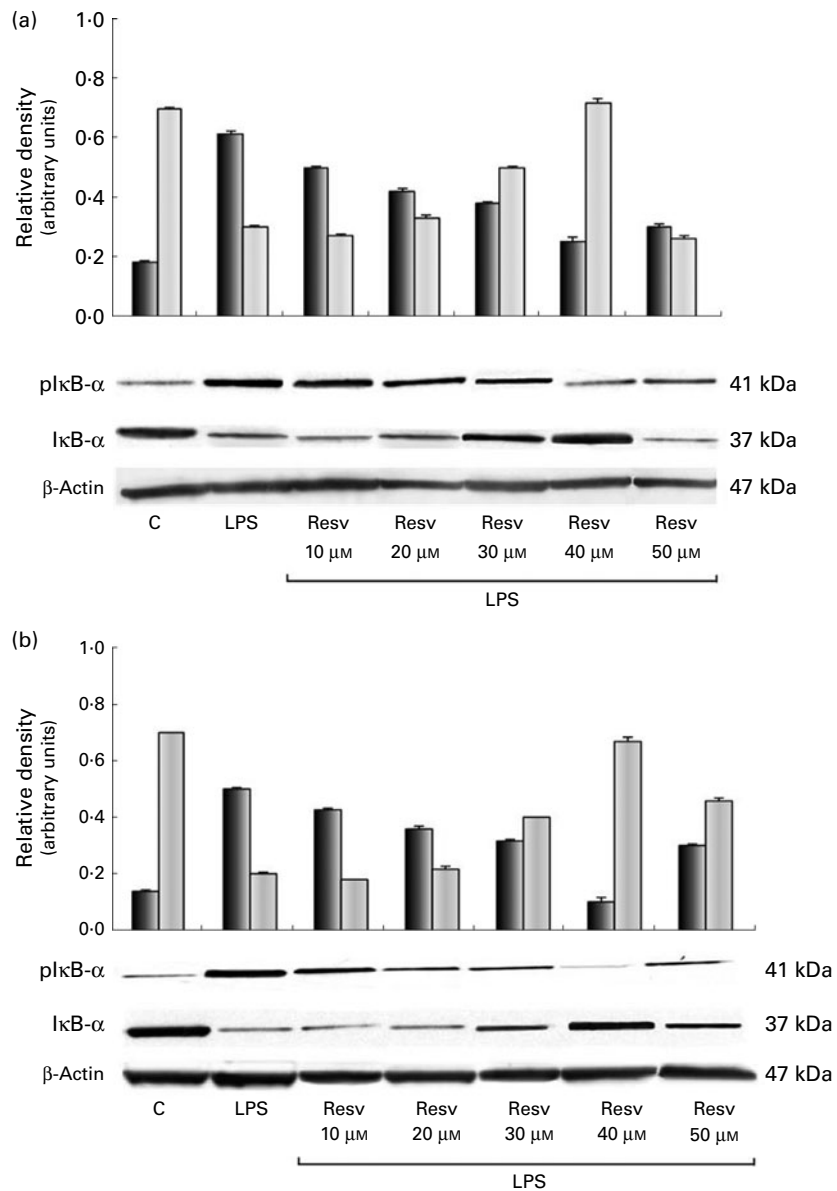 (a)
1·0
0·8
0·6
0·4
0·2
0·0
Relative density
(arbitrary units)
pIκB-α 41 kDa
IκB-α 37 kDa
β-Actin 47 kDa
C LPS Resv Resv Resv Resv Resv
10 μM 20 μM 30 μM 40 μM 50 μM
LPS
(b)
1·0
0·8
0·6
0·4
0·2
0·0
Relative density
(arbitrary units)
pIκB-α 41 kDa
IκB-α 37 kDa
β-Actin 47 kDa
C LPS Resv Resv Resv Resv Resv
10 μM 20 μM 30 μM 40 μM 50 μM
LPS